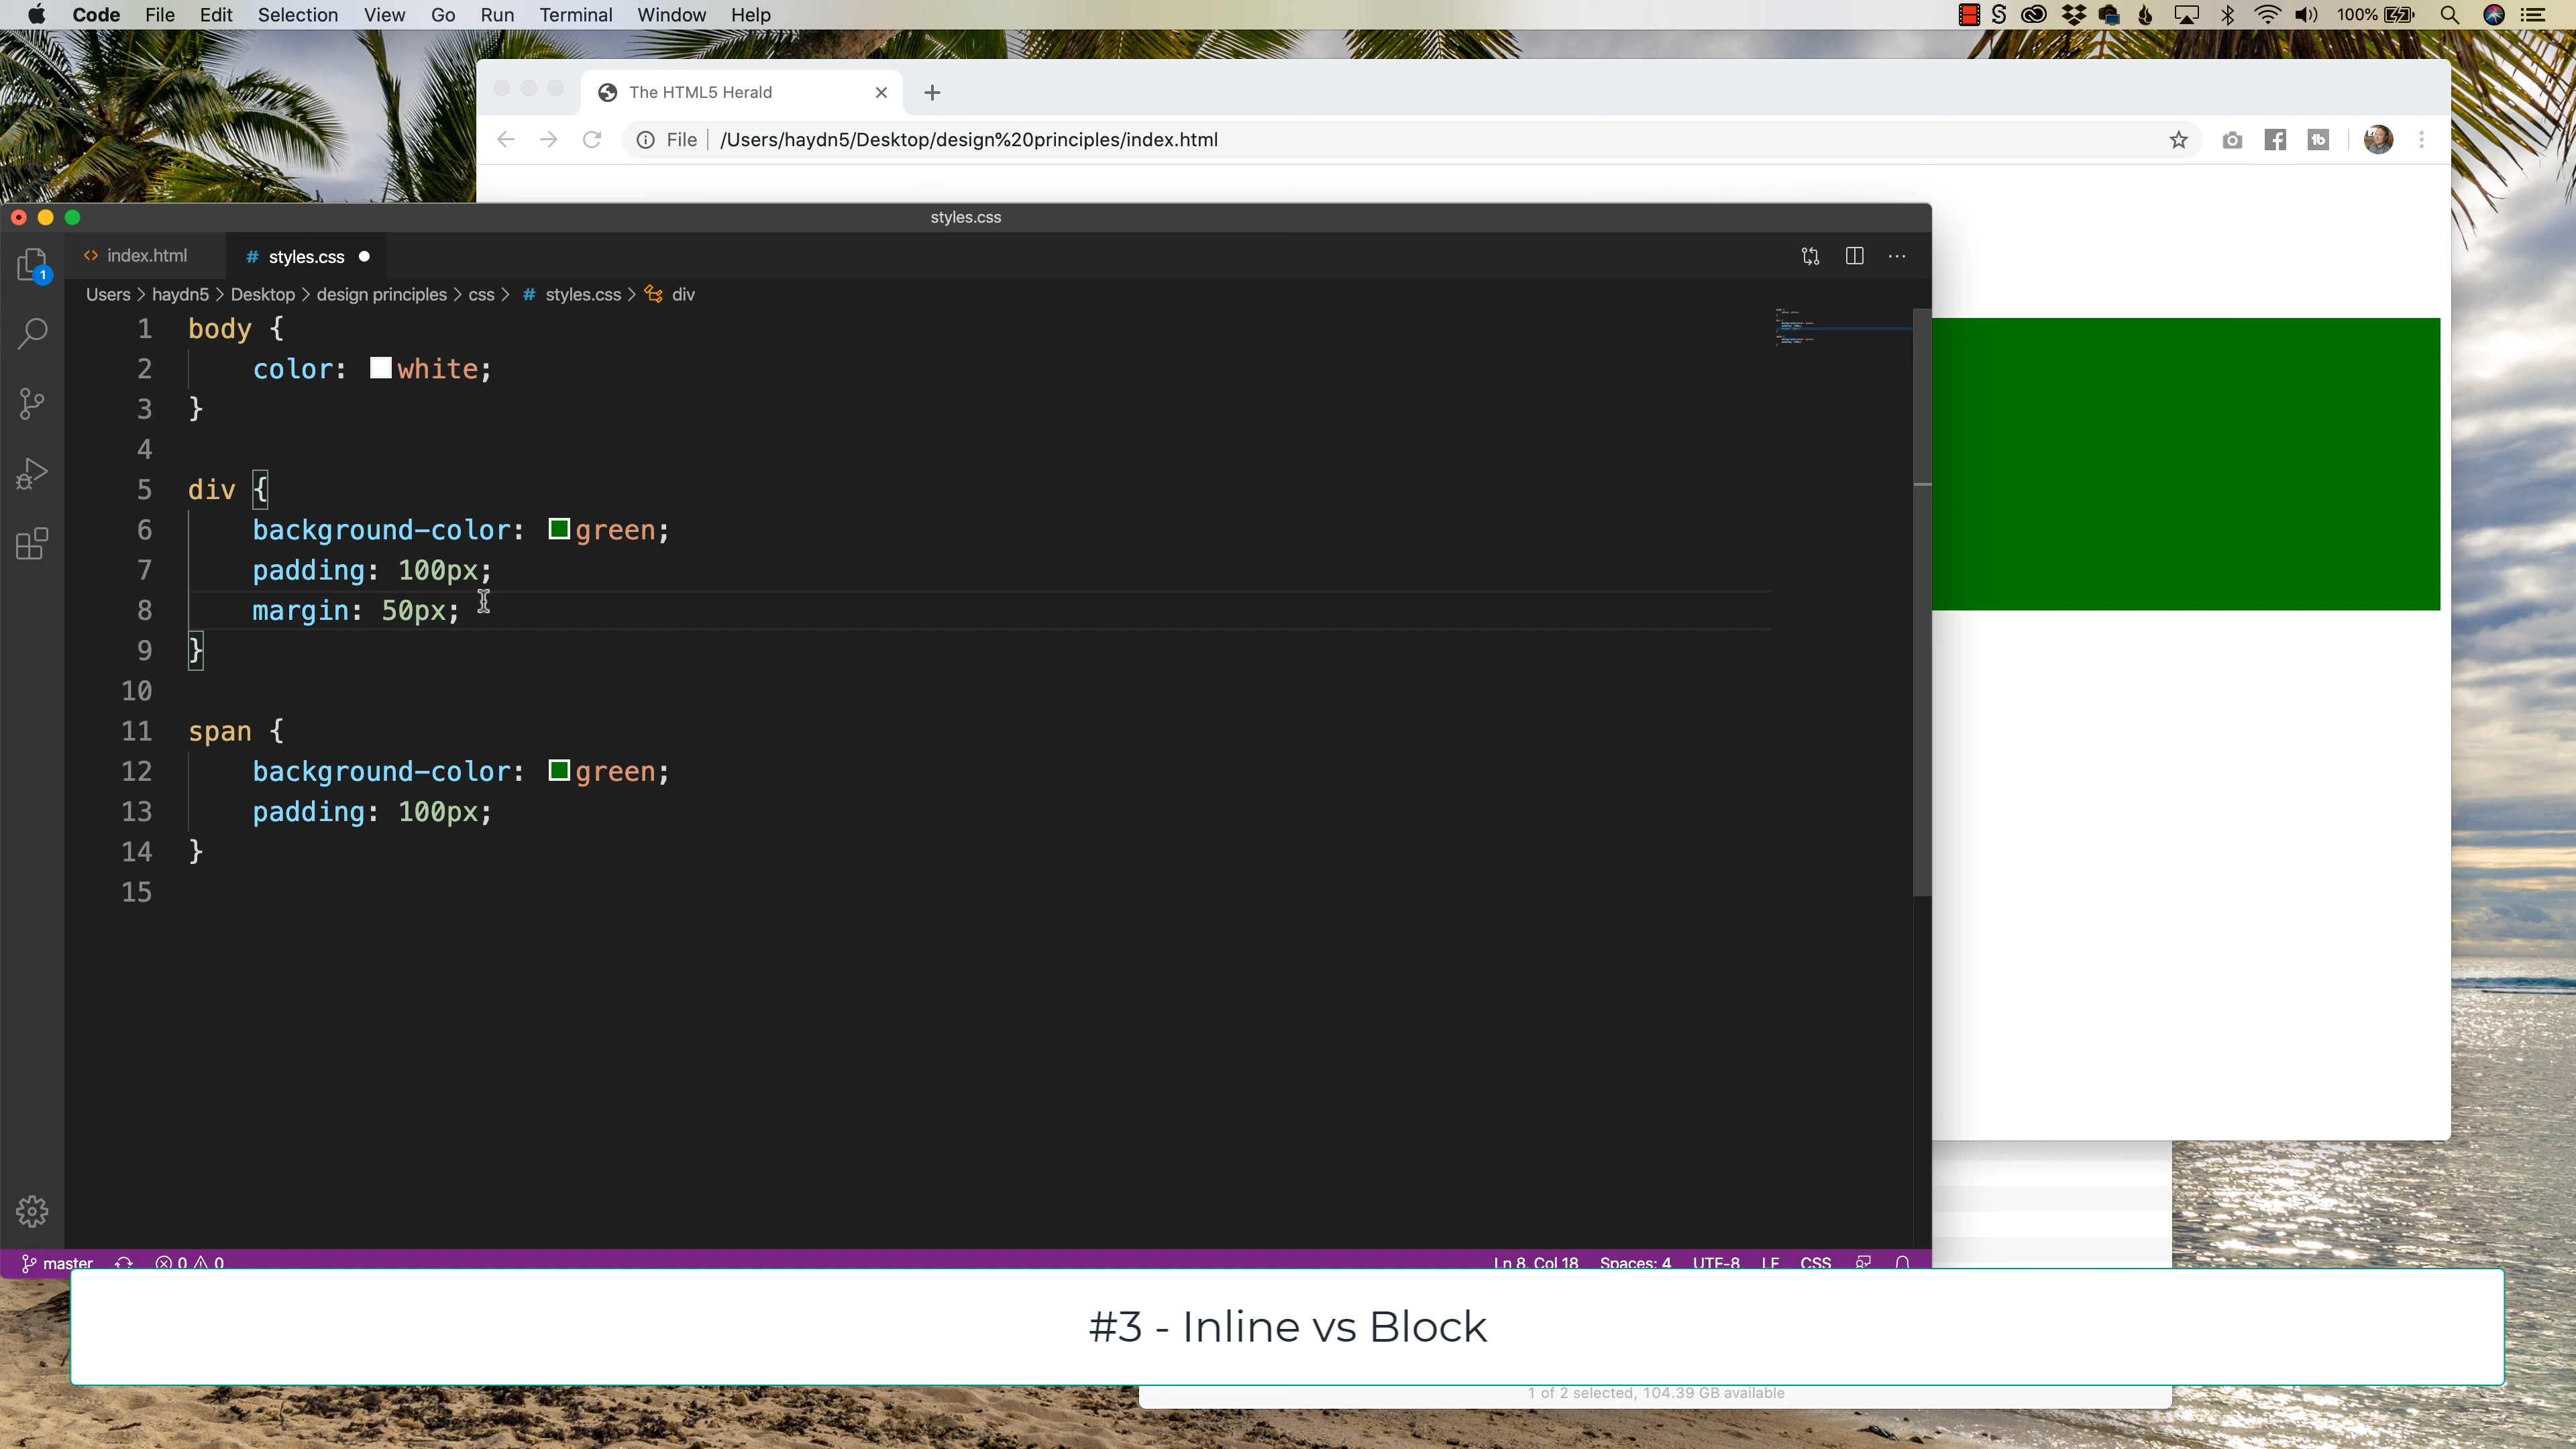 Code File Edit Selection View Go Run Terminal Window Help 100%
The HTML5 Herald
File /Users/haydn5/Desktop/design%20principles/index.html
styles.css
index.html
styles.css
1
Users > haydn5 > Desktop > design principles > css > # styles.css > div
1 body {
2 color: white;
3 }
4
5 div {
6 background-color: green;
7 padding: 100px;
8 margin: 50px;
9 }
10
11 span {
12 background-color: green;
13 padding: 100px;
14 }
15
master 0 0 Ln 8, Col 18 Spaces: 4 UTF-8 LF CSS
#3 - Inline vs Block
1 of 2 selected, 104.39 GB available